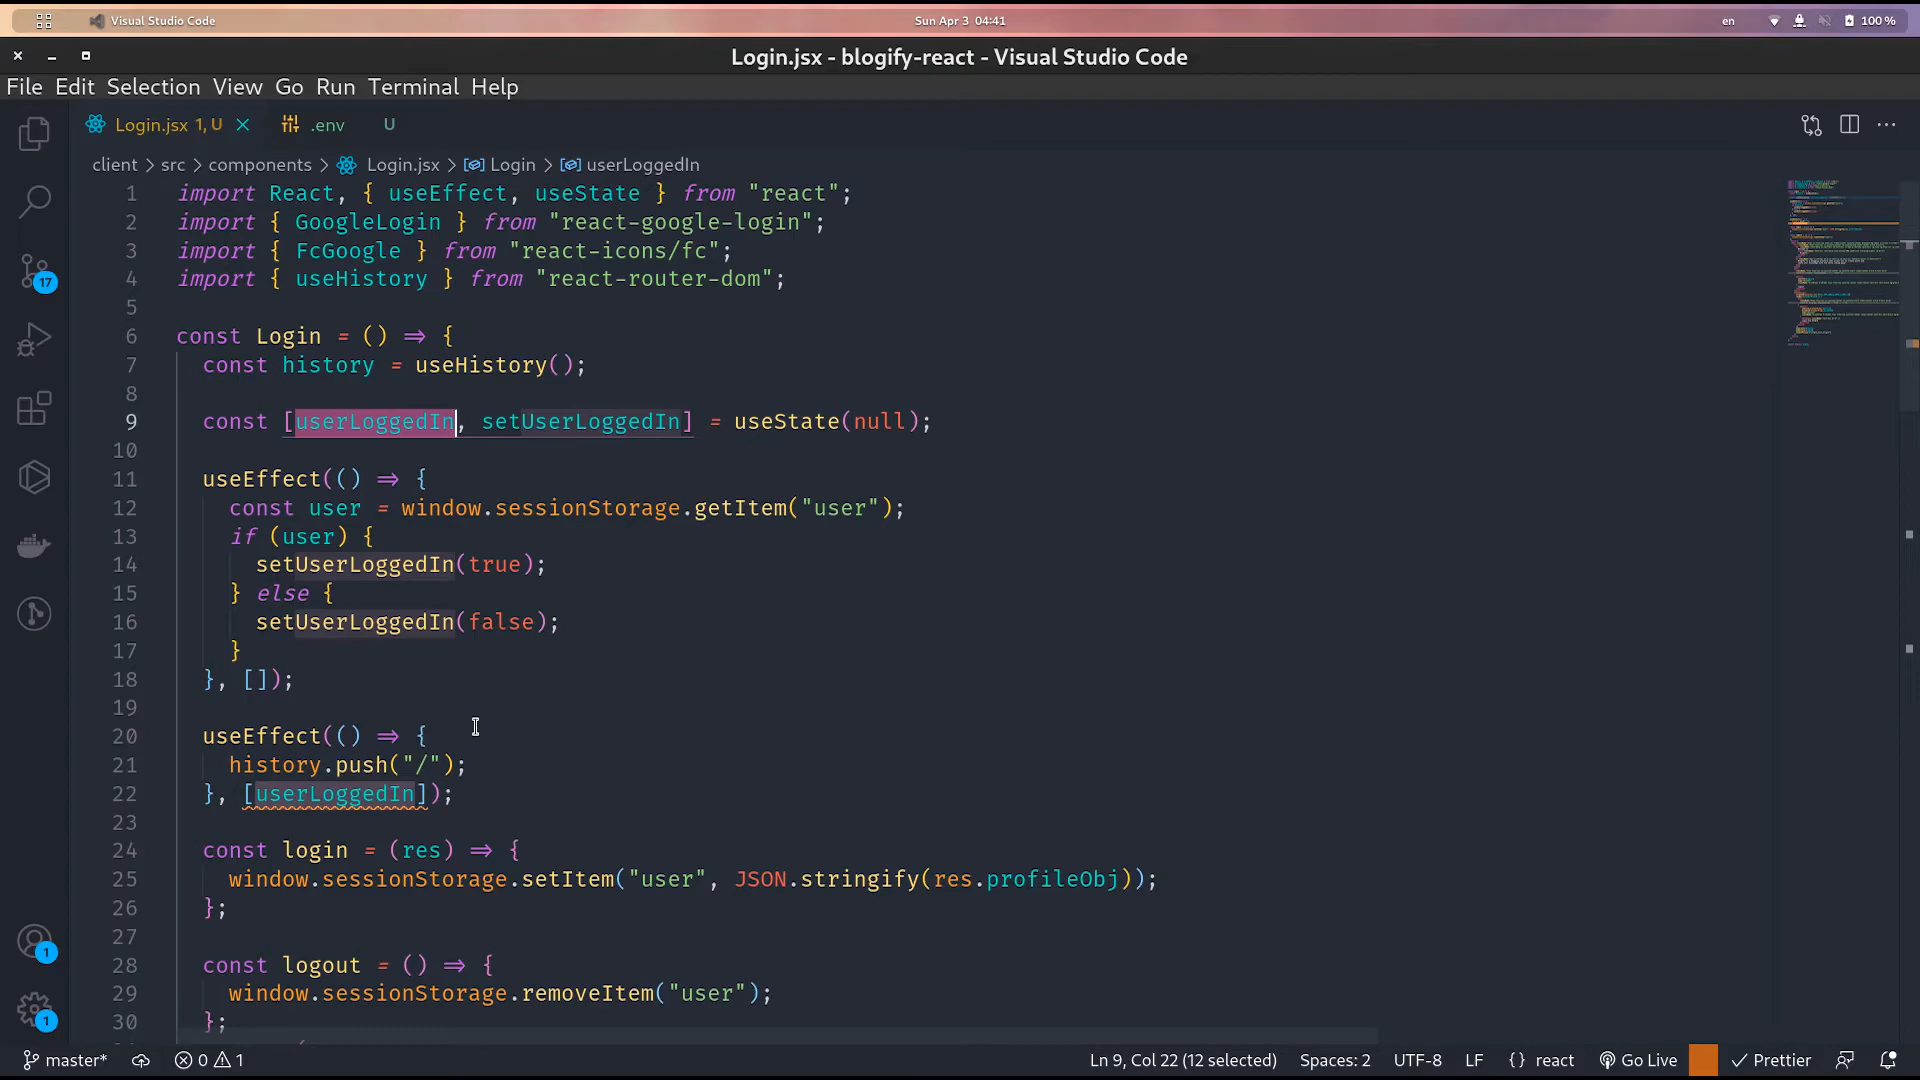 Visual Studio Code
Sun Apr 3 04:41
en
100 %
Login.jsx - blogify-react - Visual Studio Code
File Edit Selection View Go Run Terminal Help
Login.jsx 1, U
.env U
client > src > components > Login.jsx > Login > userLoggedIn
1 import React, { useEffect, useState } from "react";
2 import { GoogleLogin } from "react-google-login";
3 import { FcGoogle } from "react-icons/fc";
4 import { useHistory } from "react-router-dom";
5
6 const Login = () => {
7 const history = useHistory();
8
9 const [userLoggedIn, setUserLoggedIn] = useState(null);
10
11 useEffect(() => {
12 const user = window.sessionStorage.getItem("user");
13 if (user) {
14 setUserLoggedIn(true);
15 } else {
16 setUserLoggedIn(false);
17 }
18 }, []);
19
20 useEffect(() => {
21 history.push("/");
22 }, [userLoggedIn]);
23
24 const login = (res) => {
25 window.sessionStorage.setItem("user", JSON.stringify(res.profileObj));
26 };
27
28 const logout = () => {
29 window.sessionStorage.removeItem("user");
30 };
17
1
1
master* 0 1
Ln 9, Col 22 (12 selected) Spaces: 2 UTF-8 LF {} react Go Live Prettier